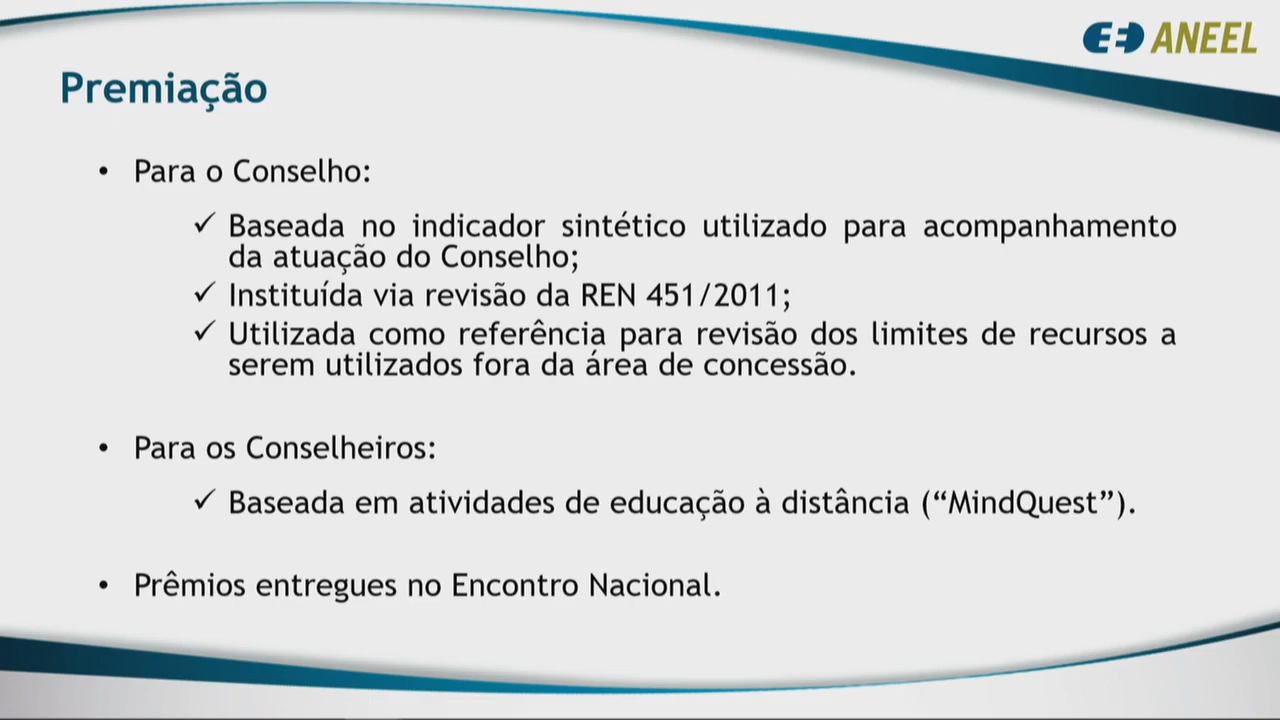 ANEEL
Premiação
• Para o Conselho:
✓ Baseada no indicador sintético utilizado para acompanhamento
da atuação do Conselho;
✓ Instituída via revisão da REN 451/2011;
✓ Utilizada como referência para revisão dos limites de recursos a
serem utilizados fora da área de concessão.
• Para os Conselheiros:
✓ Baseada em atividades de educação à distância (“MindQuest”).
• Prêmios entregues no Encontro Nacional.